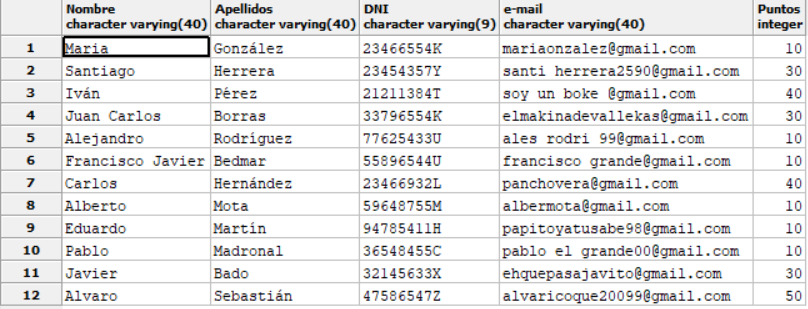 Nombre Apellidos DNI e-mail Puntos
character varying(40) character varying(40) character varying(9) character varying(40) integer
1 Maria González 23466554K mariaonzalez@gmail.com 10
2 Santiago Herrera 23454357Y santi herrera2590@gmail.com 30
3 Iván Pérez 21211384T soy un boke @gmail.com 40
4 Juan Carlos Borras 33796554K elmakinadevallekas@gmail.com 30
5 Alejandro Rodríguez 77625433U ales rodri 99@gmail.com 10
6 Francisco Javier Bedmar 55896544U francisco grande@gmail.com 10
7 Carlos Hernández 23466932L panchovera@gmail.com 40
8 Alberto Mota 59648755M albermota@gmail.com 10
9 Eduardo Martín 94785411H papitoyatusabe98@gmail.com 10
10 Pablo Madronal 36548455C pablo el grande00@gmail.com 10
11 Javier Bado 32145633X ehquepasajavito@gmail.com 30
12 Alvaro Sebastián 47586547Z alvaricoque20099@gmail.com 50